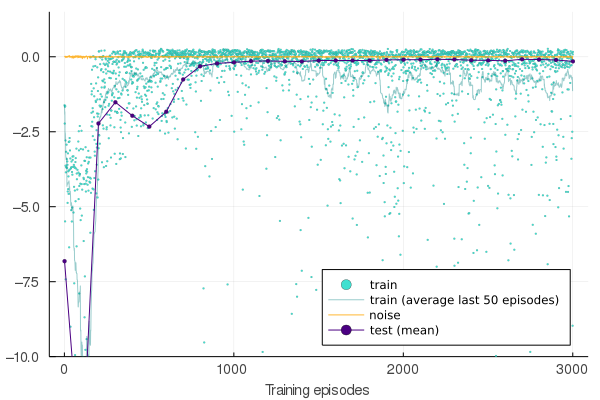 0.0
−2.5
−5.0
−7.5
−10.0
0
1000
2000
3000
Training episodes
train
train (average last 50 episodes)
noise
test (mean)